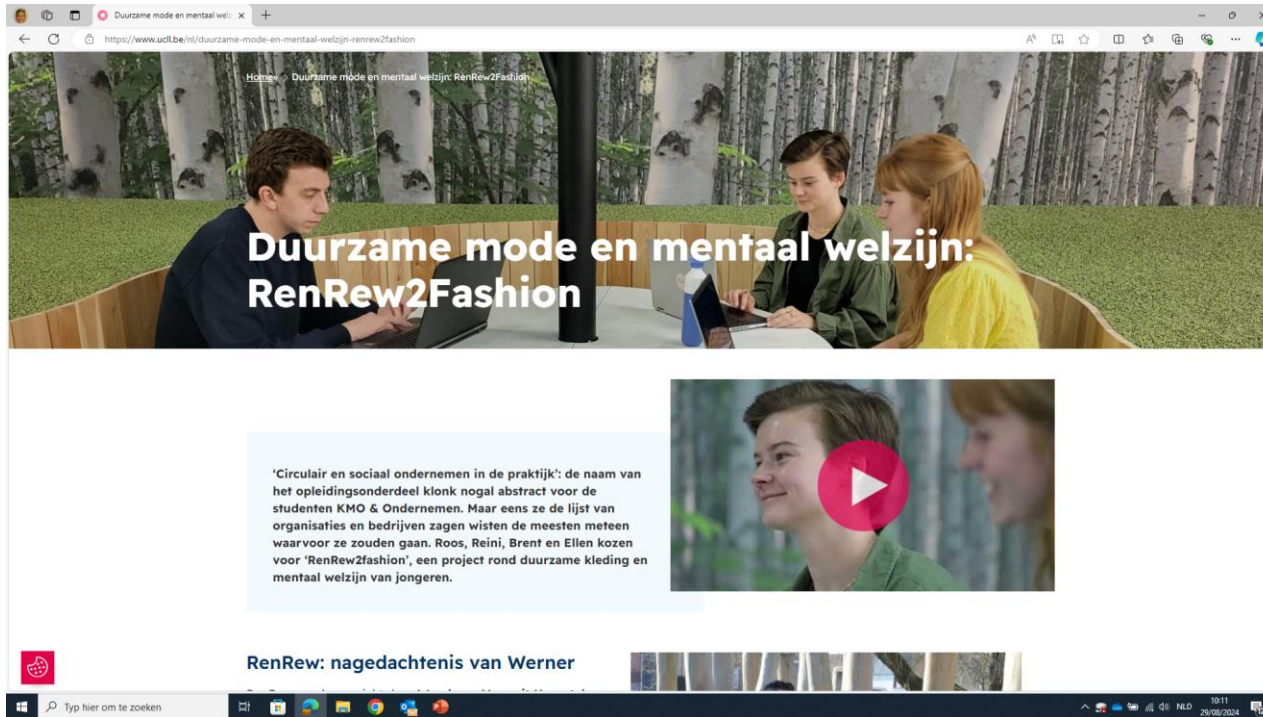 Duurzame mode en mentaal welz
https://www.ucll.be/nl/duurzame-mode-en-mentaal-welzijn-renrew2fashion
Home» > Duurzame mode en mentaal welzijn: RenRew2Fashion
Duurzame mode en mentaal welzijn:
RenRew2Fashion
‘Circulair en sociaal ondernemen in de praktijk’: de naam van
het opleidingsonderdeel klonk nogal abstract voor de
studenten KMO & Ondernemen. Maar eens ze de lijst van
organisaties en bedrijven zagen wisten de meesten meteen
waarvoor ze zouden gaan. Roos, Reini, Brent en Ellen kozen
voor ‘RenRew2fashion’, een project rond duurzame kleding en
mentaal welzijn van jongeren.
RenRew: nagedachtenis van Werner
Typ hier om te zoeken
NLD
10:11
29/08/2024